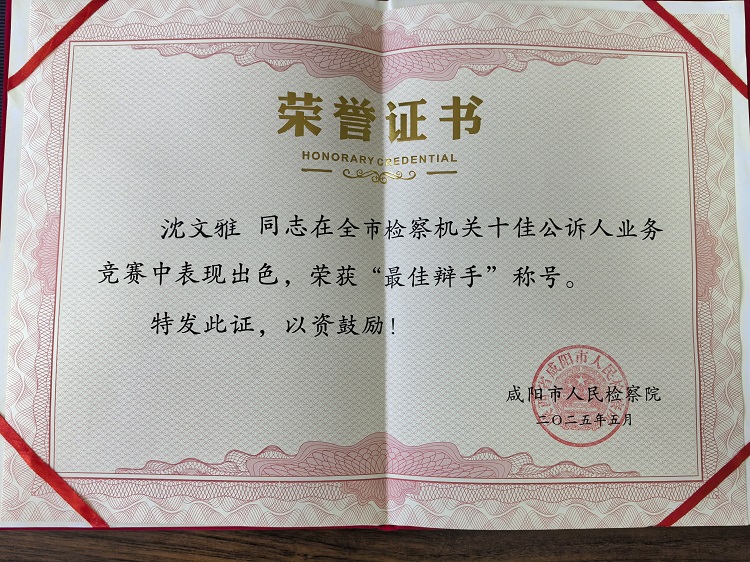 荣誉证书
HONORARY CREDENTIAL
沈文雅 同志在全市检察机关十佳公诉人业务
竞赛中表现出色，荣获“最佳辩手”称号。
特发此证，以资鼓励！
咸阳市人民检察院
二〇二五年五月